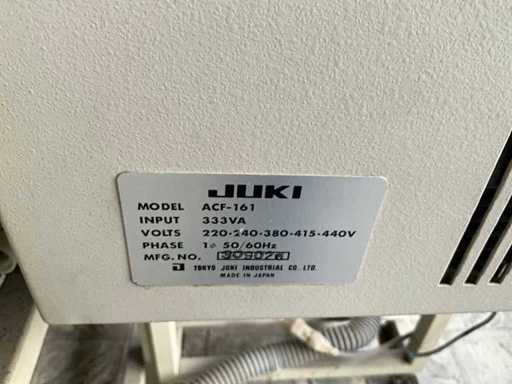 JUKI
MODEL ACF-161
INPUT 333VA
VOLTS 220·240·380·415·440V
PHASE 1φ 50/60Hz
MFG. NO.
J TOKYO JUKI INDUSTRIAL CO., LTD.
MADE IN JAPAN